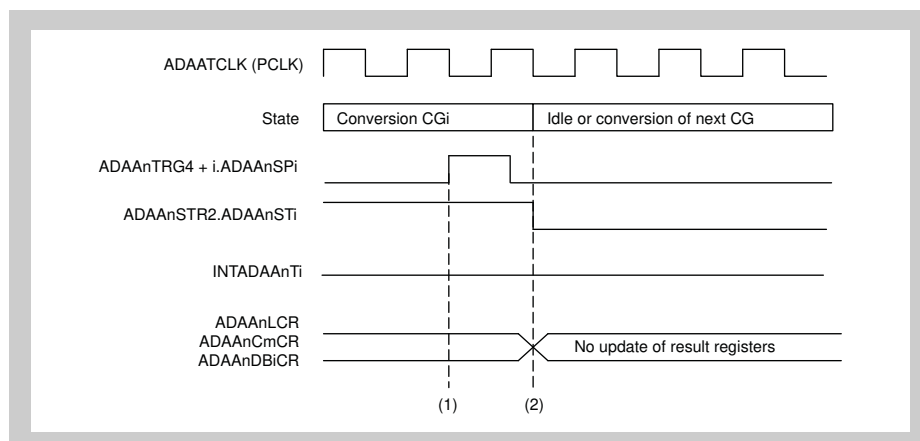 ADAATCLK (PCLK)
State
Conversion CGi
Idle or conversion of next CG
ADAAnTRG4 + i.ADAAnSPi
ADAAnSTR2.ADAAnSTi
INTADAAnTi
ADAAnLCR
ADAAnCmCR
ADAAnDBiCR
No update of result registers
(1)
(2)